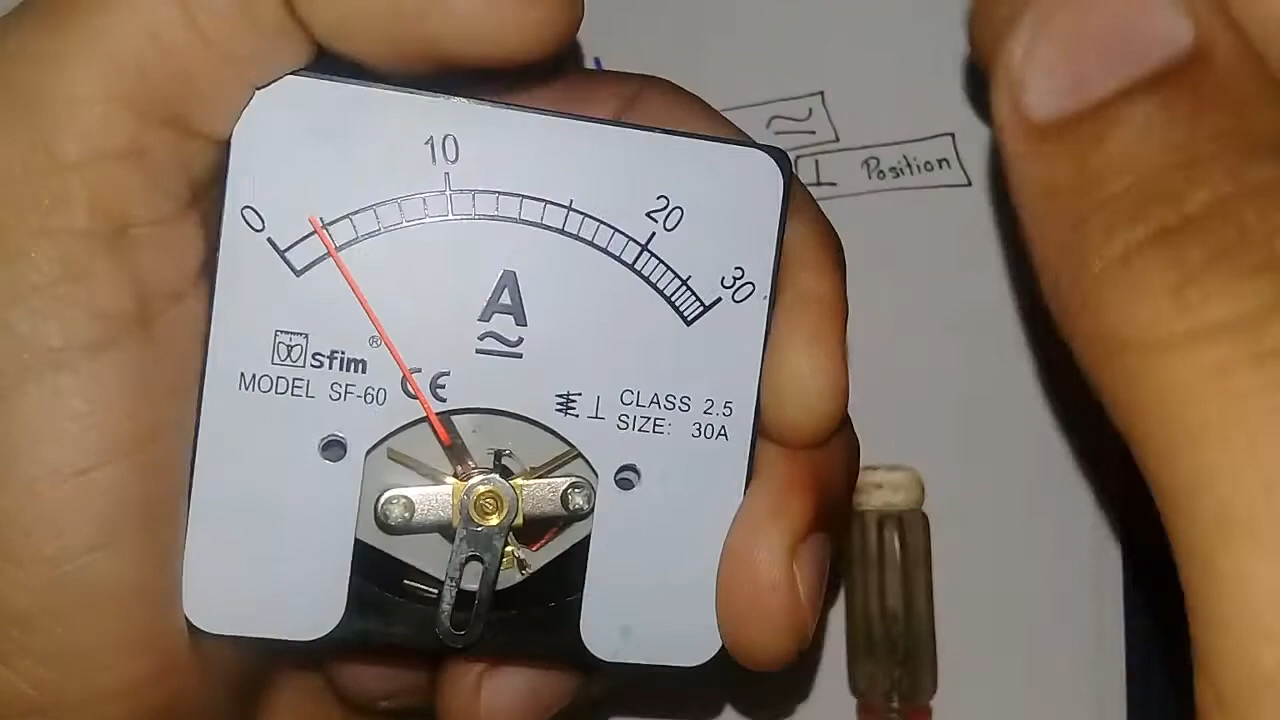 ≃
⊥ Position
0 10 20 30
A
sfim®
MODEL SF-60
CE
CLASS 2.5
SIZE: 30A